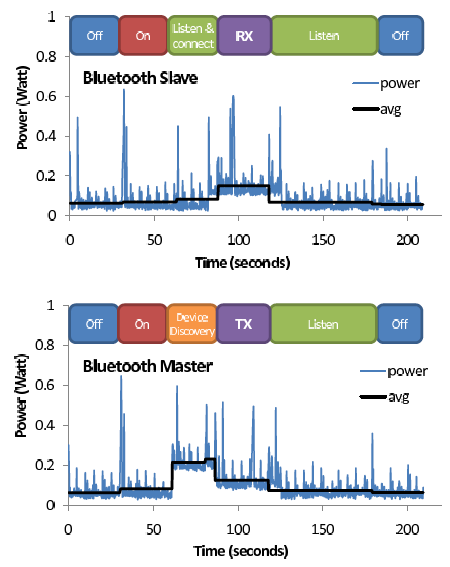 1
0.8
0.6
0.4
0.2
0
Power (Watt)
Off
On
Listen &
connect
RX
Listen
Off
Bluetooth Slave
power
avg
0 50 100 150 200
Time (seconds)
1
0.8
0.6
0.4
0.2
0
Power (Watt)
Off
On
Device
Discovery
TX
Listen
Off
Bluetooth Master
power
avg
0 50 100 150 200
Time (seconds)